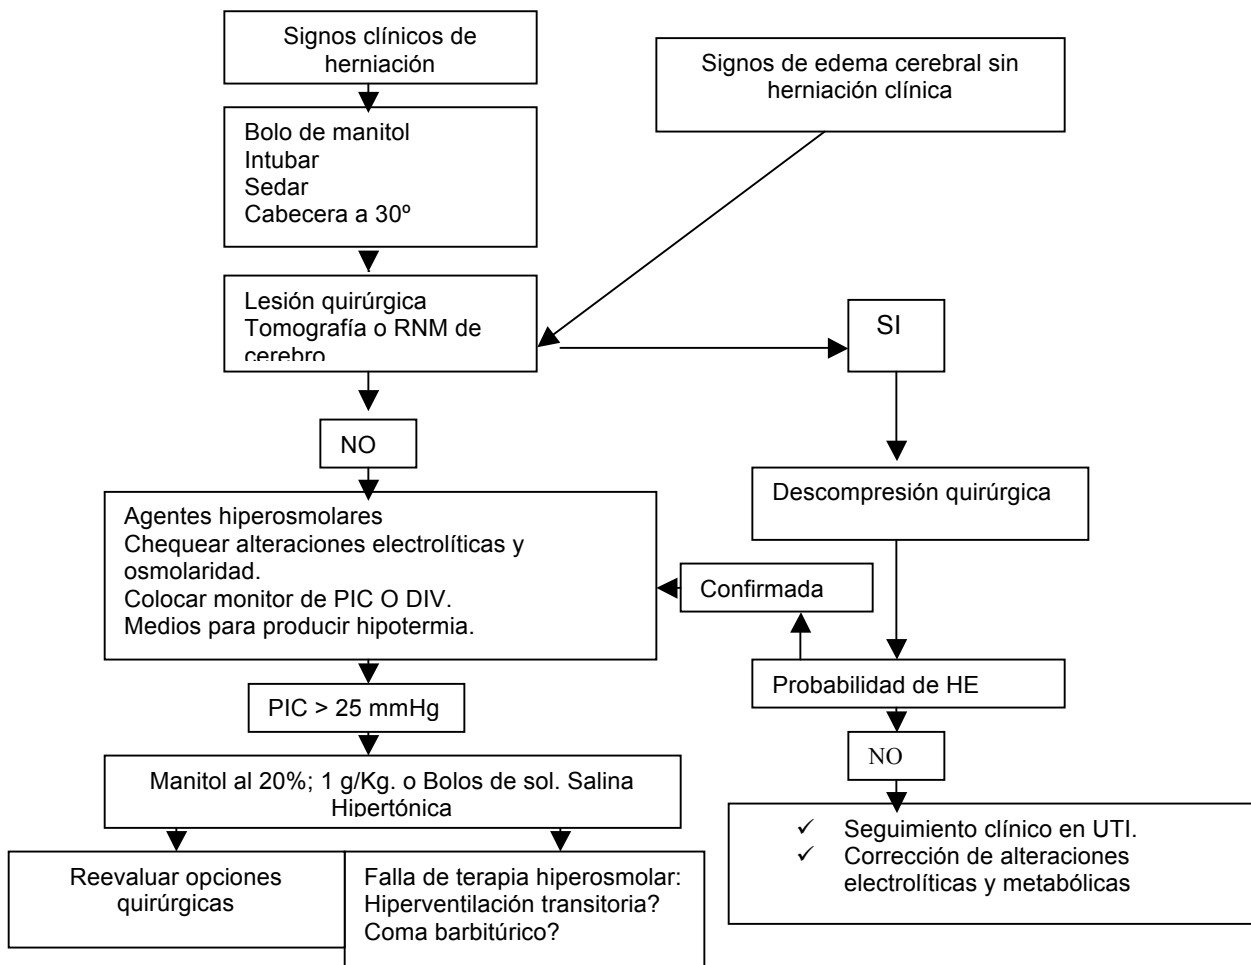 Signos clínicos de
herniación
Signos de edema cerebral sin
herniación clínica
Bolo de manitol
Intubar
Sedar
Cabecera a 30º
Lesión quirúrgica
Tomografía o RNM de
cerebro
SI
NO
Descompresión quirúrgica
Agentes hiperosmolares
Chequear alteraciones electrolíticas y
osmolaridad.
Colocar monitor de PIC O DIV.
Medios para producir hipotermia.
Confirmada
Probabilidad de HE
PIC > 25 mmHg
NO
Manitol al 20%; 1 g/Kg. o Bolos de sol. Salina
Hipertónica
✓ Seguimiento clínico en UTI.
✓ Corrección de alteraciones
electrolíticas y metabólicas
Reevaluar opciones
quirúrgicas
Falla de terapia hiperosmolar:
Hiperventilación transitoria?
Coma barbitúrico?